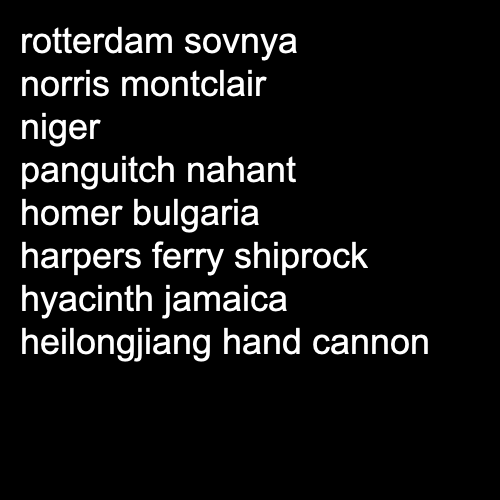 rotterdam sovnya
norris montclair
niger
panguitch nahant
homer bulgaria
harpers ferry shiprock
hyacinth jamaica
heilongjiang hand cannon